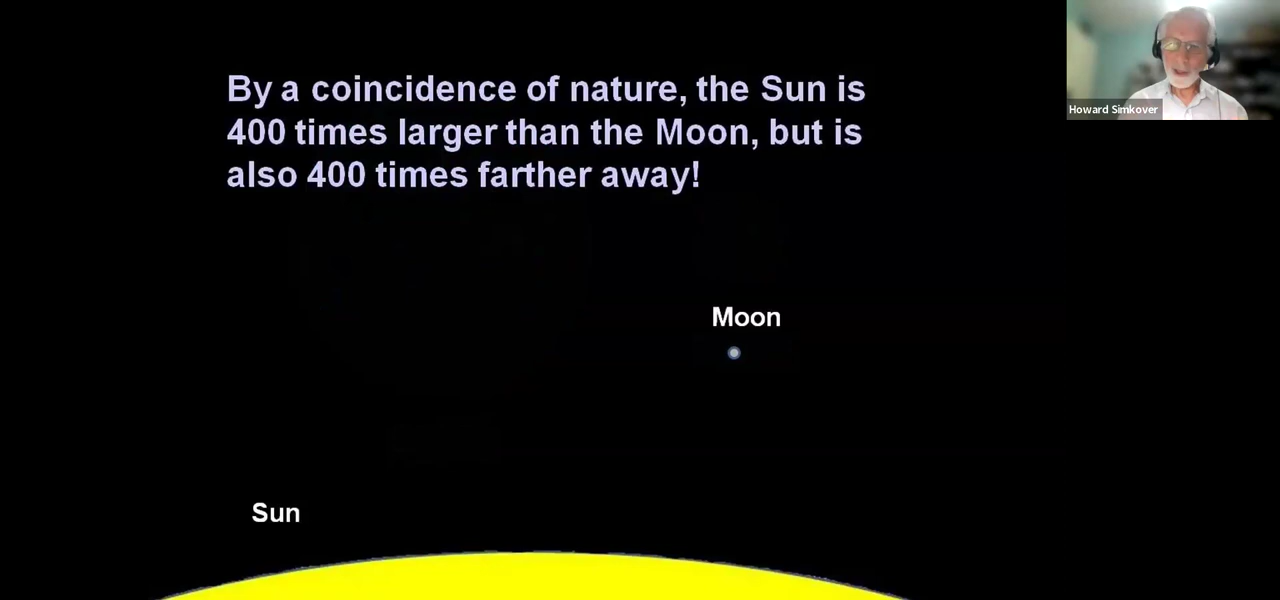 By a coincidence of nature, the Sun is
400 times larger than the Moon, but is
also 400 times farther away!
Howard Simkover
Moon
Sun